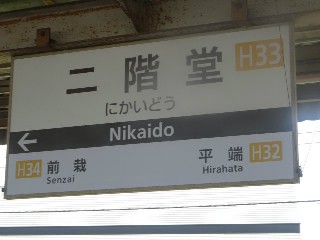 二階堂 H33
にかいどう
Nikaido
H34 前栽 平端 H32
Senzai Hirahata